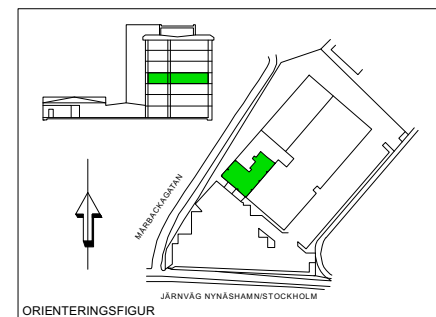 MÅRBACKAGATAN
JÄRNVÄG NYNÄSHAMN/STOCKHOLM
ORIENTERINGSFIGUR